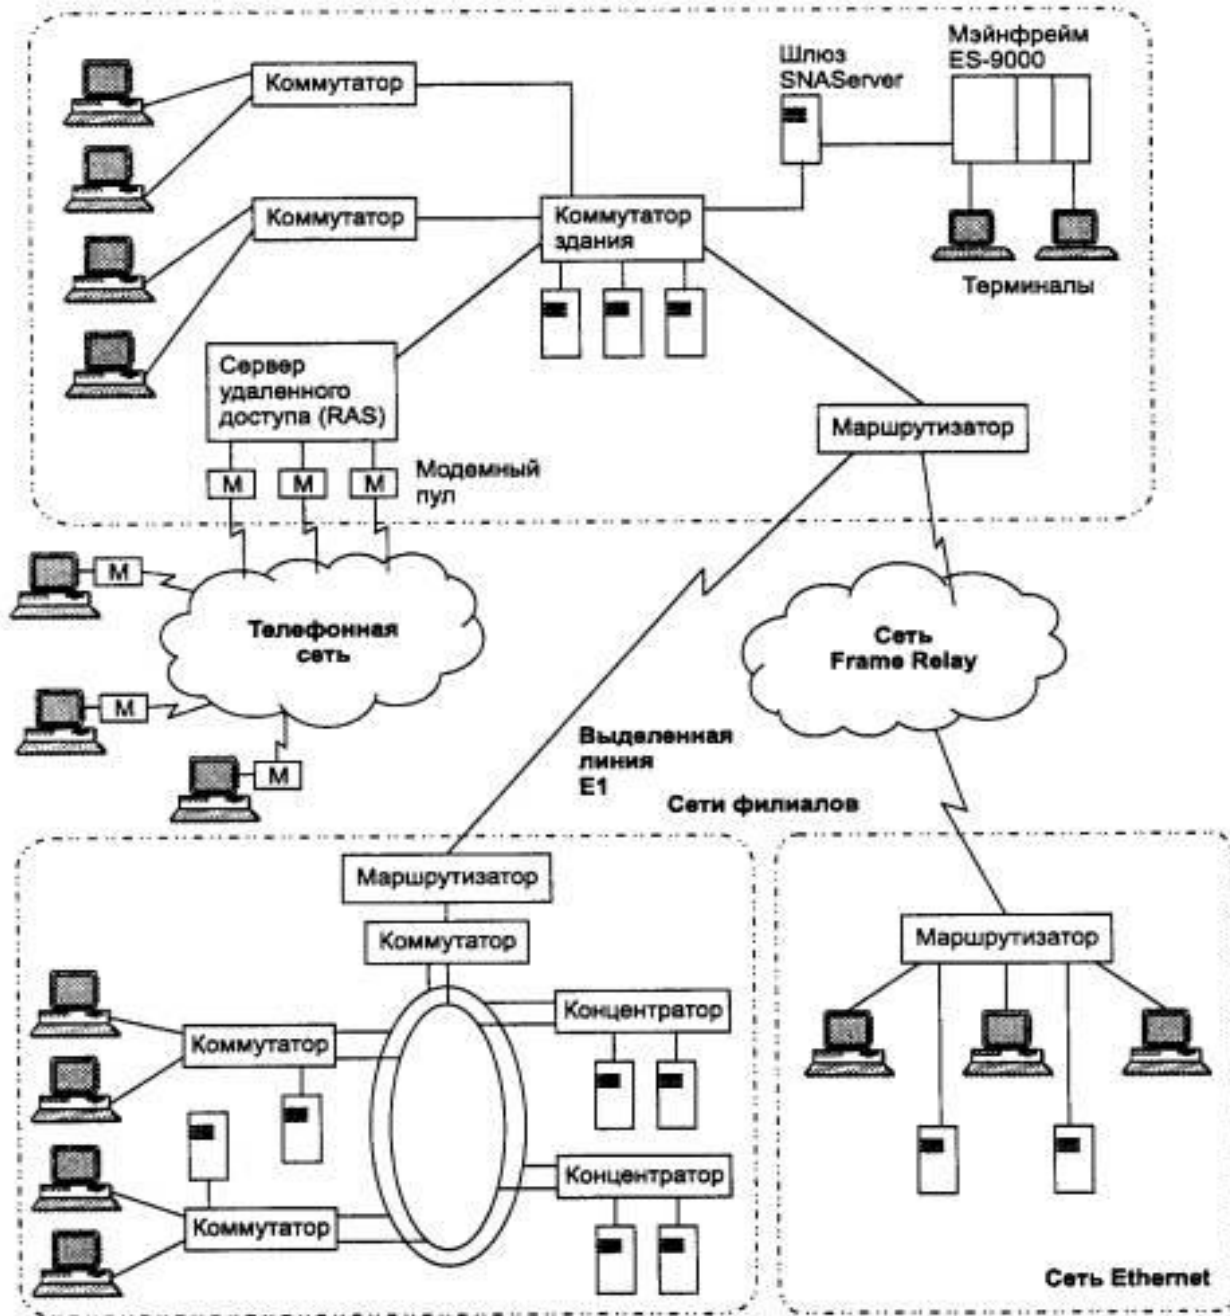 Мэйнфрейм
ES-9000
Шлюз
SNAServer
Коммутатор
Коммутатор
Коммутатор
здания
Терминалы
Сервер
удаленного
доступа (RAS)
Маршрутизатор
М
М
М
Модемный
пул
М
Телефонная
сеть
Сеть
Frame Relay
М
М
Выделенная
линия
E1
Сети филиалов
Маршрутизатор
Коммутатор
Маршрутизатор
Концентратор
Коммутатор
Концентратор
Коммутатор
Сеть Ethernet